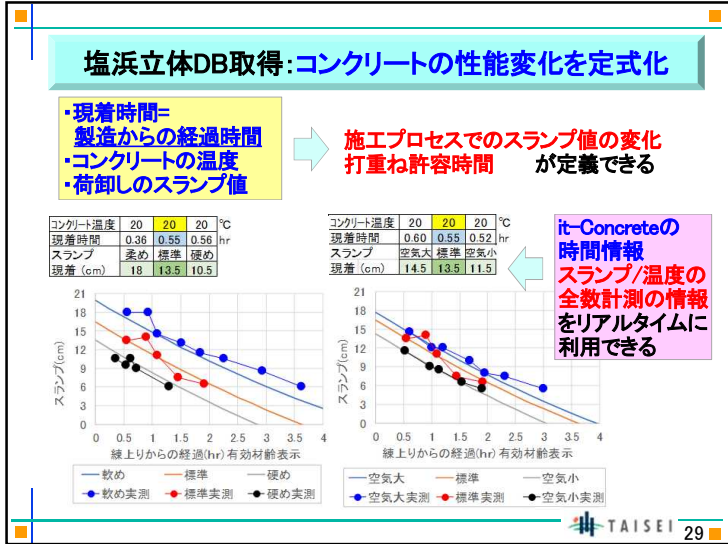 塩浜立体DB取得:コンクリートの性能変化を定式化
・現着時間=
製造からの経過時間
・コンクリートの温度
・荷卸しのスランプ値
施工プロセスでのスランプ値の変化
打重ね許容時間 が定義できる
コンクリート温度 20 20 20 ℃
現着時間 0.36 0.55 0.56 hr
スランプ 柔め 標準 硬め
現着 (cm) 18 13.5 10.5
コンクリート温度 20 20 20 ℃
現着時間 0.60 0.55 0.52 hr
スランプ 空気大 標準 空気小
現着 (cm) 14.5 13.5 11.5
it-Concreteの
時間情報
スランプ/温度の
全数計測の情報
をリアルタイムに
利用できる
スランプ(cm)
21
18
15
12
9
6
3
0
0 0.5 1 1.5 2 2.5 3 3.5 4
練上りからの経過(hr) 有効材齢表示
軟め 標準 硬め
軟め実測 標準実測 硬め実測
スランプ(cm)
21
18
15
12
9
6
3
0
0 0.5 1 1.5 2 2.5 3 3.5 4
練上りからの経過(hr) 有効材齢表示
空気大 標準 空気小
空気大実測 標準実測 空気小実測
TAISEI
29